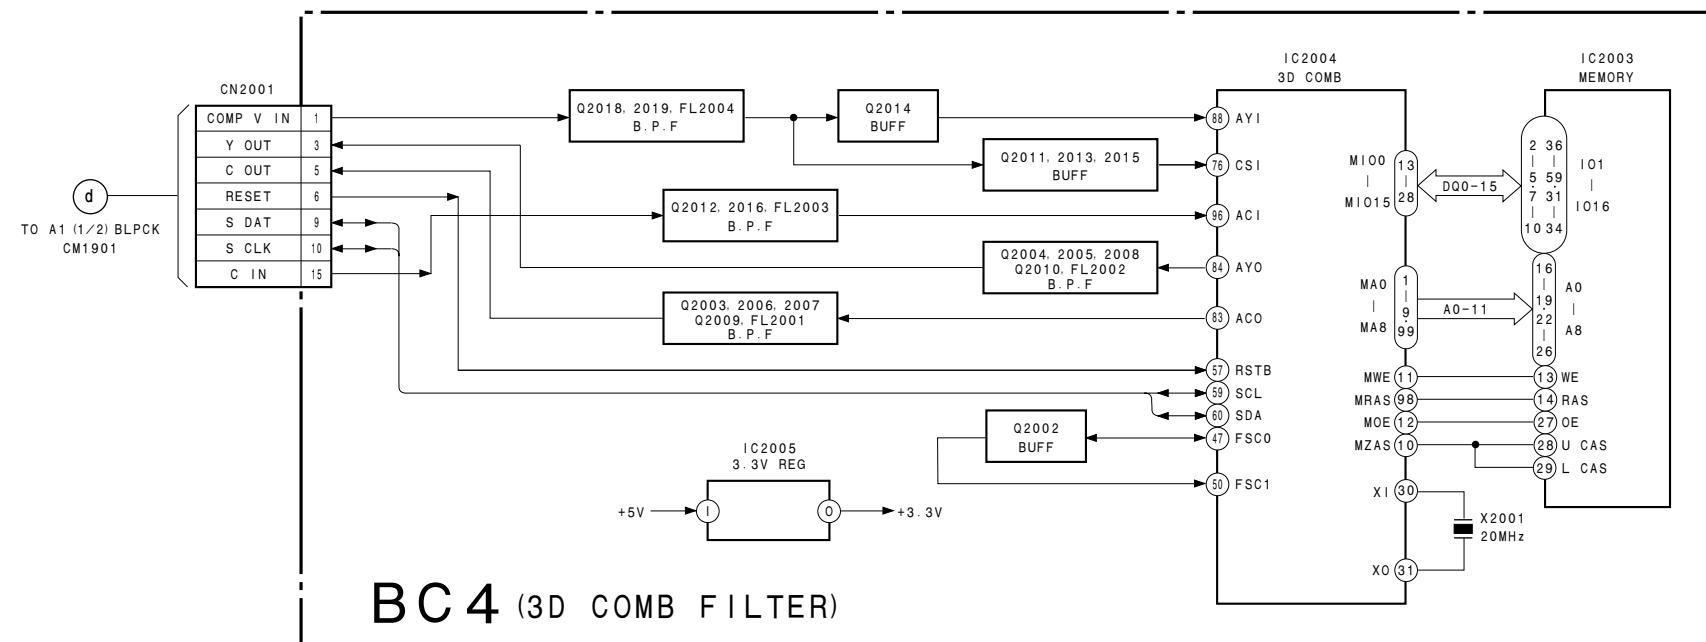 CN2001
COMP V IN 1
Y OUT 3
C OUT 5
RESET 6
S DAT 9
S CLK 10
C IN 15
d
TO A1 (1/2) BLPCK
CM1901
Q2018, 2019, FL2004
B.P.F
Q2014
BUFF
Q2011, 2013, 2015
BUFF
Q2012, 2016, FL2003
B.P.F
Q2004, 2005, 2008
Q2010, FL2002
B.P.F
Q2003, 2006, 2007
Q2009, FL2001
B.P.F
Q2002
BUFF
IC2005
3.3V REG
+5V
I
O
+3.3V
IC2004
3D COMB
88 AYI
76 CSI
96 ACI
84 AYO
83 ACO
57 RSTB
59 SCL
60 SDA
47 FSCO
50 FSC1
MIO0
|
MIO15
13
|
28
DQ0-15
MA0
|
MA8
1
|
9
.
99
A0-11
MWE 11
MRAS 98
MOE 12
MZAS 10
XI 30
XO 31
X2001
20MHz
IC2003
MEMORY
2 36
| |
5 59
. .
7 31
| |
10 34
IO1
|
IO16
16
|
19
.
22
|
26
A0
|
A8
13 WE
14 RAS
27 OE
28 U CAS
29 L CAS
BC4 (3D COMB FILTER)